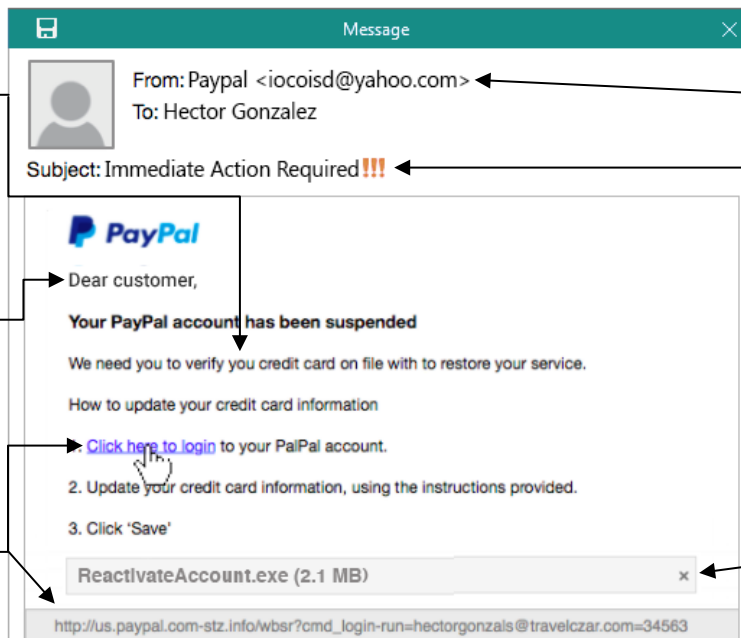 Message
From: Paypal <iocoisd@yahoo.com>
To: Hector Gonzalez
Subject: Immediate Action Required!!!
PayPal
Dear customer,
Your PayPal account has been suspended
We need you to verify you credit card on file with to restore your service.
How to update your credit card information
1. Click here to login to your PalPal account.
2. Update your credit card information, using the instructions provided.
3. Click 'Save'
ReactivateAccount.exe (2.1 MB)
http://us.paypal.com-stz.info/wbsr?cmd_login-run=hectorgonzals@travelczar.com=34563